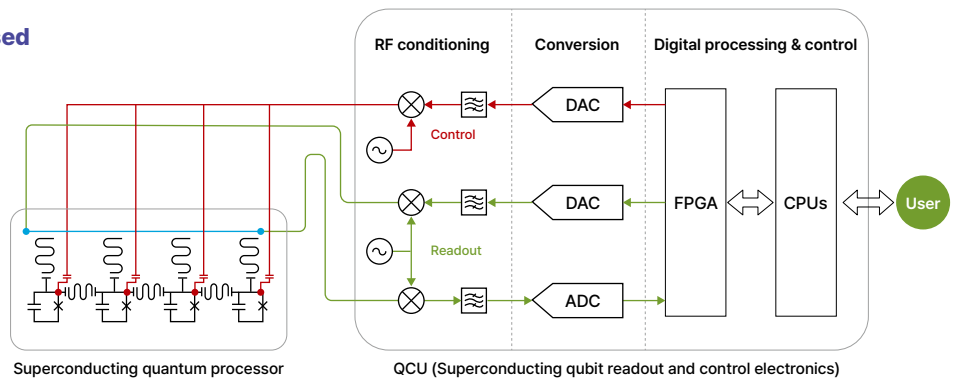 sed
RF conditioning
Conversion
Digital processing & control
DAC
Control
DAC
FPGA
CPUs
User
Readout
ADC
Superconducting quantum processor
QCU (Superconducting qubit readout and control electronics)